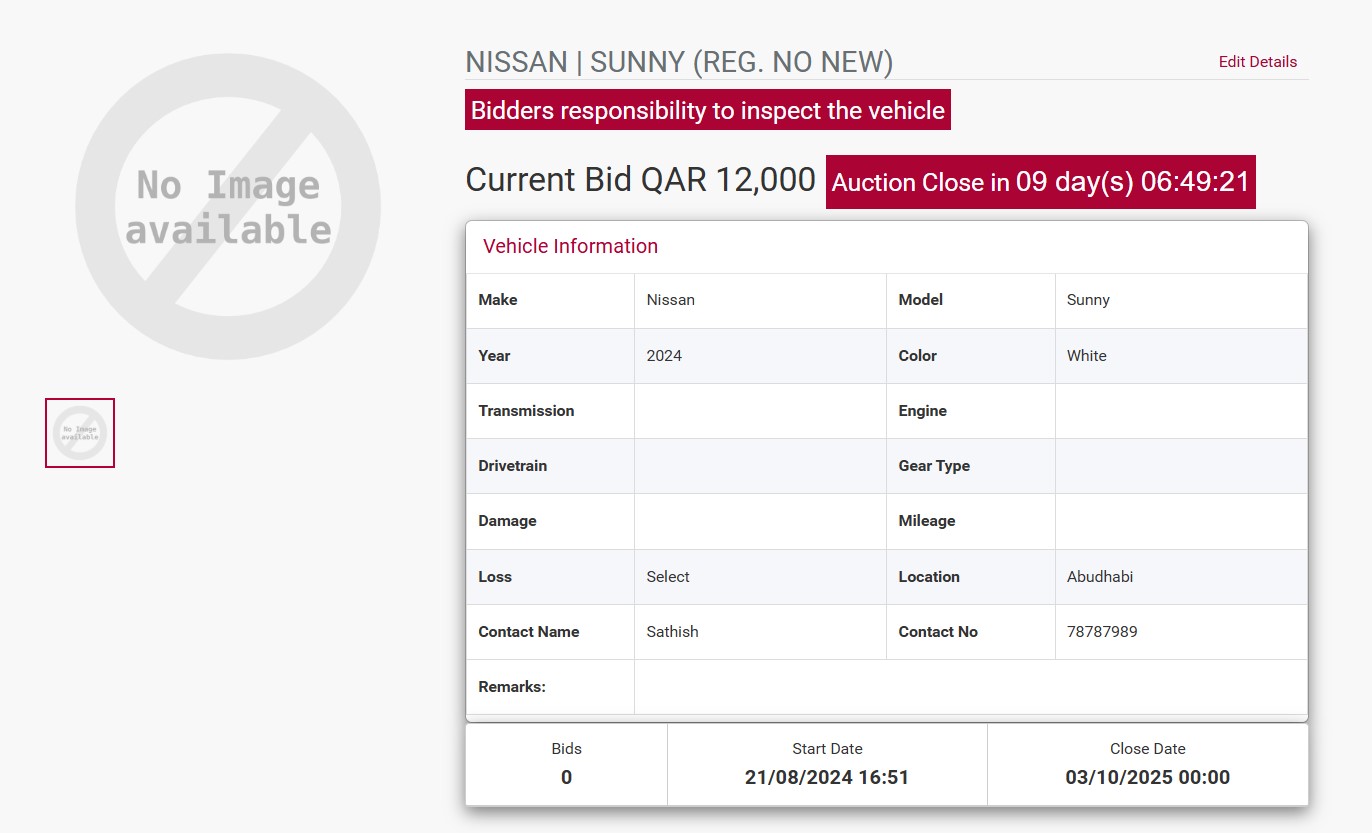 No Image
available
No Image
available
NISSAN | SUNNY (REG. NO NEW)
Edit Details
Bidders responsibility to inspect the vehicle
Current Bid QAR 12,000 Auction Close in 09 day(s) 06:49:21
Vehicle Information
Make Nissan Model Sunny
Year 2024 Color White
Transmission Engine
Drivetrain Gear Type
Damage Mileage
Loss Select Location Abudhabi
Contact Name Sathish Contact No 78787989
Remarks:
Bids Start Date Close Date
0 21/08/2024 16:51 03/10/2025 00:00